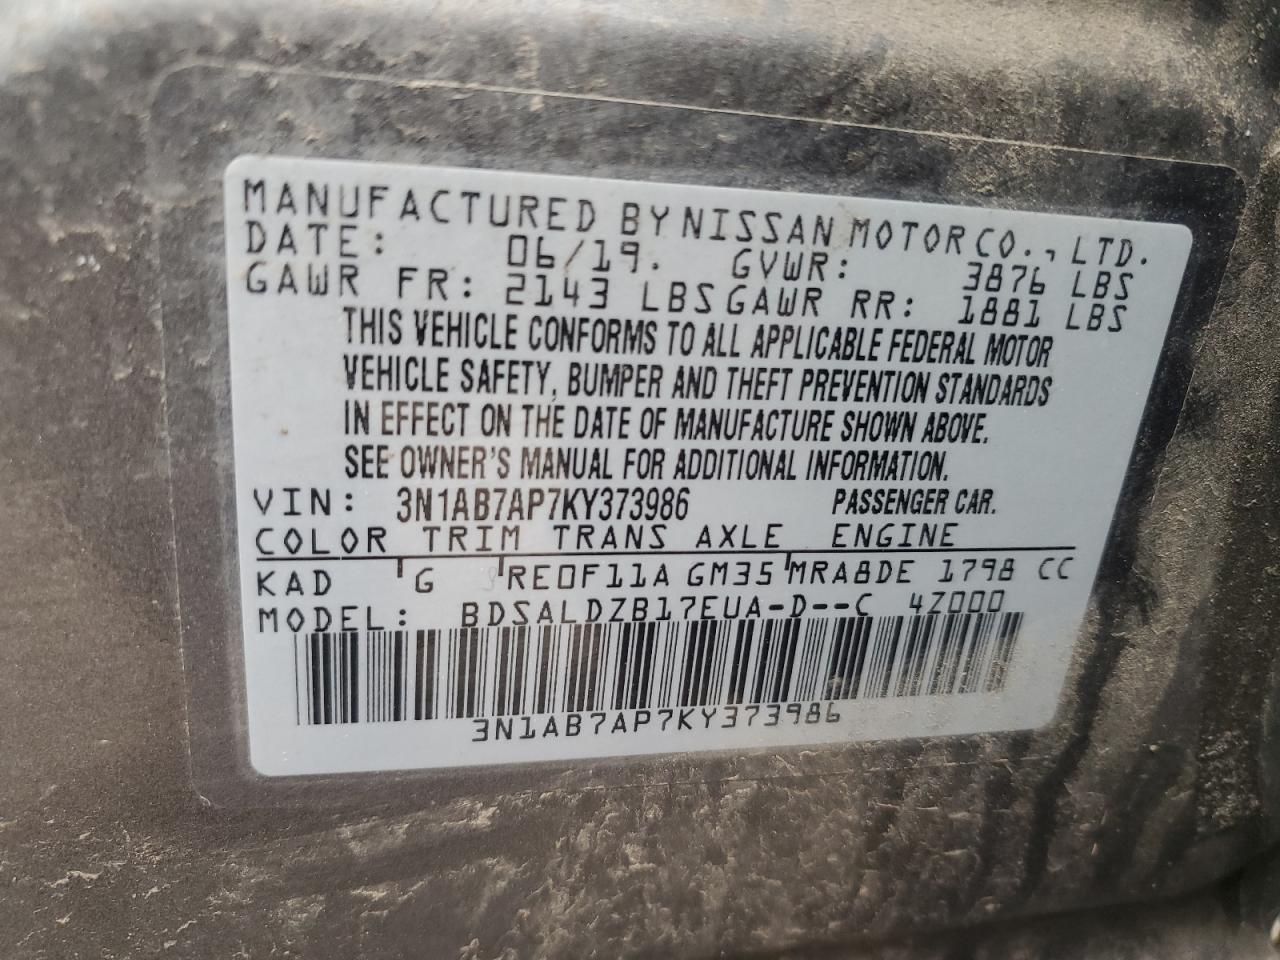 MANUFACTURED BY NISSAN MOTOR CO., LTD.
DATE: 06/19. GVWR: 3876 LBS
GAWR FR: 2143 LBS GAWR RR: 1881 LBS
THIS VEHICLE CONFORMS TO ALL APPLICABLE FEDERAL MOTOR
VEHICLE SAFETY, BUMPER AND THEFT PREVENTION STANDARDS
IN EFFECT ON THE DATE OF MANUFACTURE SHOWN ABOVE.
SEE OWNER'S MANUAL FOR ADDITIONAL INFORMATION.
VIN: 3N1AB7AP7KY373986 PASSENGER CAR.
COLOR TRIM TRANS AXLE ENGINE
KAD G RE0F11A GM35 MRA8DE 1798 CC
MODEL: BDSALDZB17EUA-D--C 4Z000
3N1AB7AP7KY373986